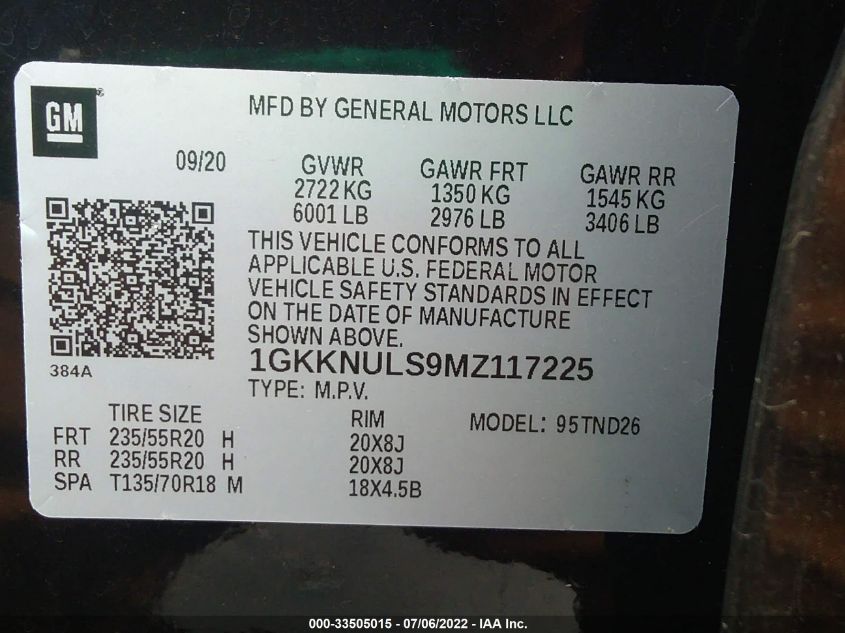 GM
®
MFD BY GENERAL MOTORS LLC
09/20 GVWR GAWR FRT GAWR RR
2722 KG 1350 KG 1545 KG
6001 LB 2976 LB 3406 LB
THIS VEHICLE CONFORMS TO ALL
APPLICABLE U.S. FEDERAL MOTOR
VEHICLE SAFETY STANDARDS IN EFFECT
ON THE DATE OF MANUFACTURE
SHOWN ABOVE.
384A
1GKKNULS9MZ117225
TYPE: M.P.V.
TIRE SIZE RIM MODEL: 95TND26
FRT 235/55R20 H 20X8J
RR 235/55R20 H 20X8J
SPA T135/70R18 M 18X4.5B
000-33505015 - 07/06/2022 - IAA Inc.